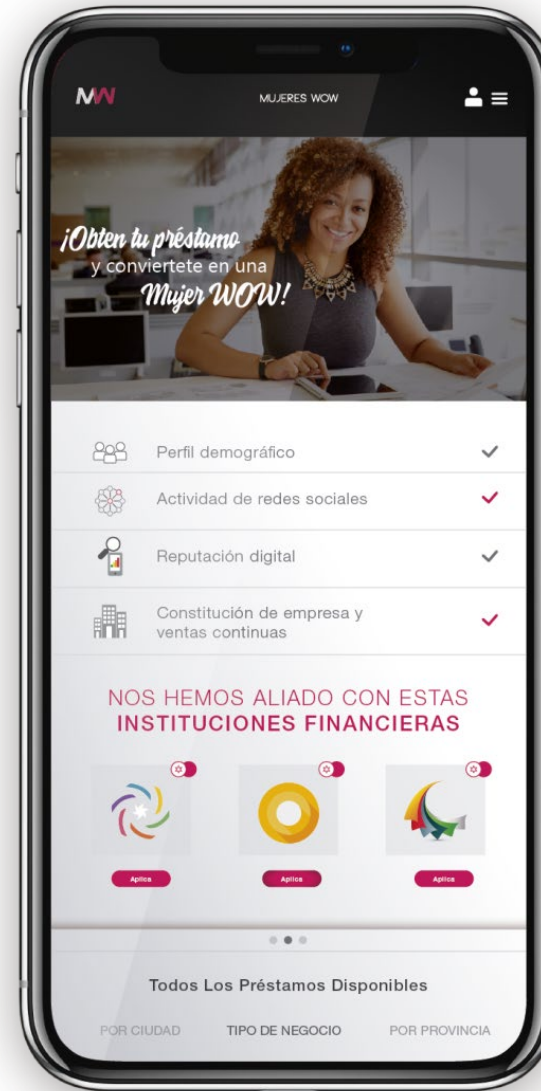 MW
MUJERES WOW
¡Obten tu préstamo
y conviertete en una
Mujer WOW!
Perfil demográfico
Actividad de redes sociales
Reputación digital
Constitución de empresa y
ventas continuas
NOS HEMOS ALIADO CON ESTAS
INSTITUCIONES FINANCIERAS
Aplica Aplica Aplica
Todos Los Préstamos Disponibles
POR CIUDAD TIPO DE NEGOCIO POR PROVINCIA